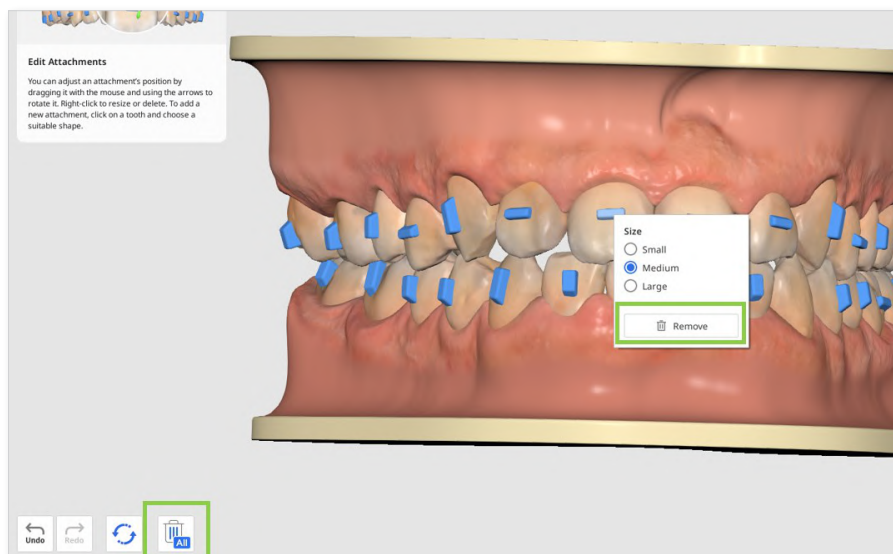 Edit Attachments
You can adjust an attachment's position by
dragging it with the mouse and using the arrows to
rotate it. Right-click to resize or delete. To add a
new attachment, click on a tooth and choose a
suitable shape.
Size
Small
Medium
Large
Remove
Undo
Redo
All